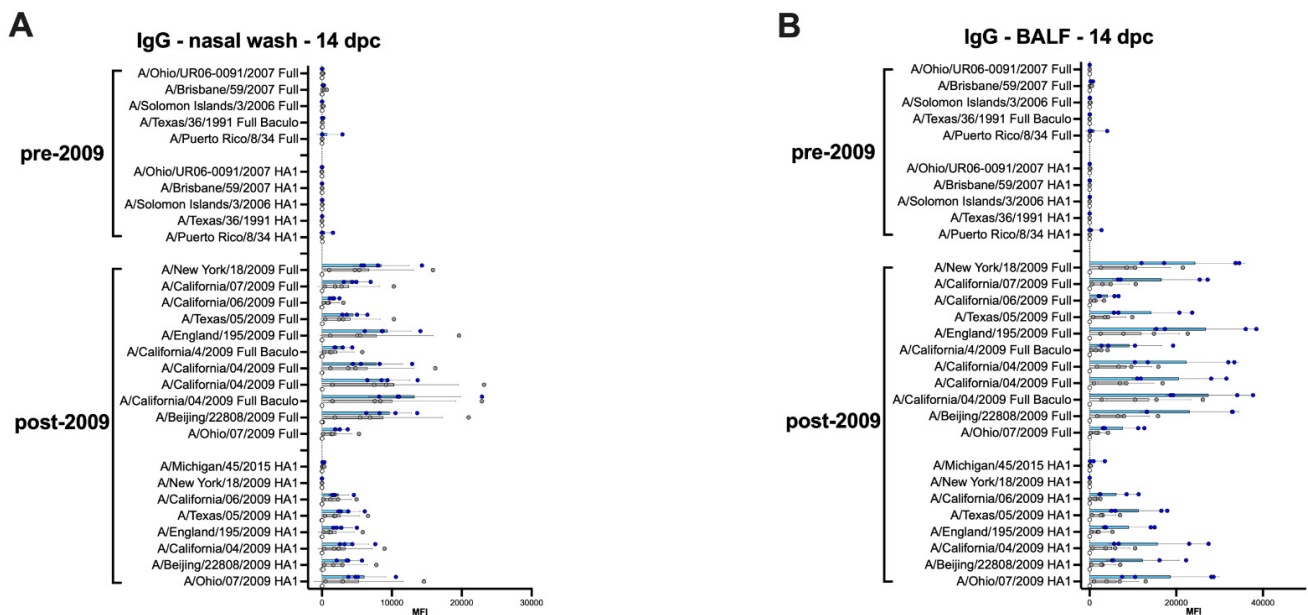 A
IgG - nasal wash - 14 dpc
pre-2009
A/Ohio/UR06-0091/2007 Full
A/Brisbane/59/2007 Full
A/Solomon Islands/3/2006 Full
A/Texas/36/1991 Full Baculo
A/Puerto Rico/8/34 Full
A/Ohio/UR06-0091/2007 HA1
A/Brisbane/59/2007 HA1
A/Solomon Islands/3/2006 HA1
A/Texas/36/1991 HA1
A/Puerto Rico/8/34 HA1
post-2009
A/New York/18/2009 Full
A/California/07/2009 Full
A/California/06/2009 Full
A/Texas/05/2009 Full
A/England/195/2009 Full
A/California/4/2009 Full Baculo
A/California/04/2009 Full
A/California/04/2009 Full
A/California/04/2009 Full Baculo
A/Beijing/22808/2009 Full
A/Ohio/07/2009 Full
A/Michigan/45/2015 HA1
A/New York/18/2009 HA1
A/California/06/2009 HA1
A/Texas/05/2009 HA1
A/England/195/2009 HA1
A/California/04/2009 HA1
A/Beijing/22808/2009 HA1
A/Ohio/07/2009 HA1
0 10000 20000 30000
MFI
B
IgG - BALF - 14 dpc
pre-2009
A/Ohio/UR06-0091/2007 Full
A/Brisbane/59/2007 Full
A/Solomon Islands/3/2006 Full
A/Texas/36/1991 Full Baculo
A/Puerto Rico/8/34 Full
A/Ohio/UR06-0091/2007 HA1
A/Brisbane/59/2007 HA1
A/Solomon Islands/3/2006 HA1
A/Texas/36/1991 HA1
A/Puerto Rico/8/34 HA1
post-2009
A/New York/18/2009 Full
A/California/07/2009 Full
A/California/06/2009 Full
A/Texas/05/2009 Full
A/England/195/2009 Full
A/California/4/2009 Full Baculo
A/California/04/2009 Full
A/California/04/2009 Full
A/California/04/2009 Full Baculo
A/Beijing/22808/2009 Full
A/Ohio/07/2009 Full
A/Michigan/45/2015 HA1
A/New York/18/2009 HA1
A/California/06/2009 HA1
A/Texas/05/2009 HA1
A/England/195/2009 HA1
A/California/04/2009 HA1
A/Beijing/22808/2009 HA1
A/Ohio/07/2009 HA1
0 20000 40000
MFI